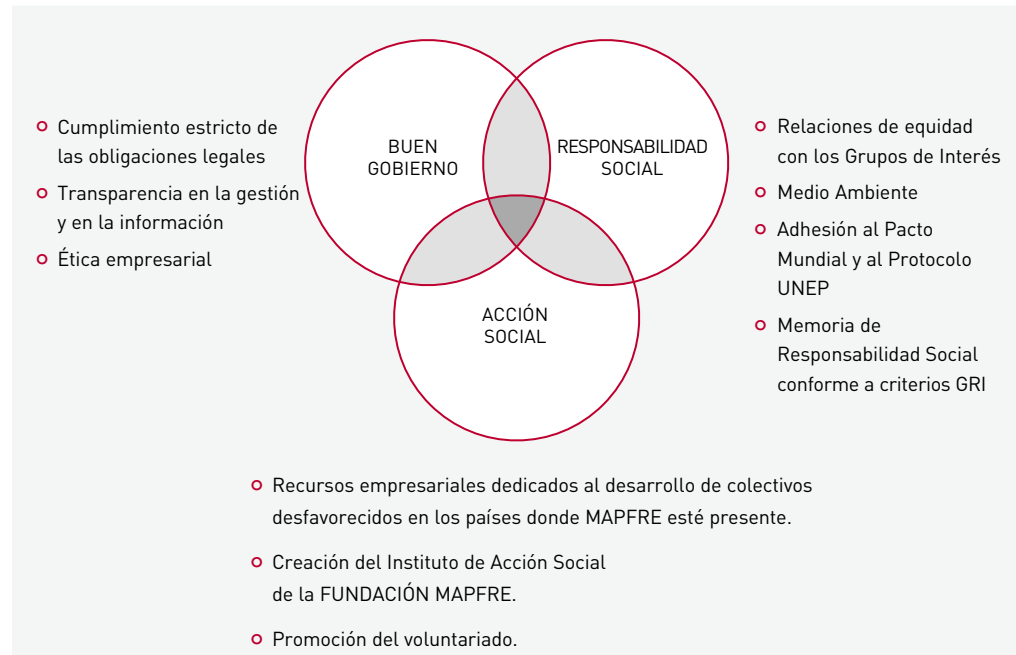 BUEN
GOBIERNO
RESPONSABILIDAD
SOCIAL
ACCIÓN
SOCIAL
Cumplimiento estricto de
las obligaciones legales
Transparencia en la gestión
y en la información
Ética empresarial
Relaciones de equidad
con los Grupos de Interés
Medio Ambiente
Adhesión al Pacto
Mundial y al Protocolo
UNEP
Memoria de
Responsabilidad Social
conforme a criterios GRI
Recursos empresariales dedicados al desarrollo de colectivos
desfavorecidos en los países donde MAPFRE esté presente.
Creación del Instituto de Acción Social
de la FUNDACIÓN MAPFRE.
Promoción del voluntariado.